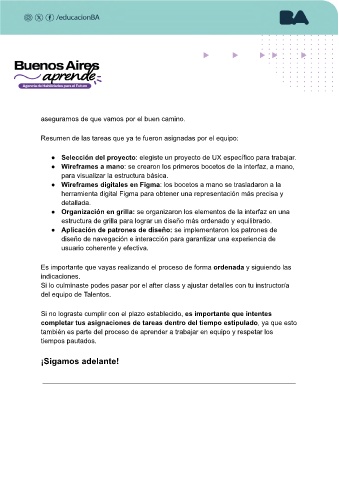 /educacionBA
BA
Buenos Aires
aprende
Agencia de Habilidades para el Futuro
asegurarnos de que vamos por el buen camino.
Resumen de las tareas que ya te fueron asignadas por el equipo:
● Selección del proyecto: elegiste un proyecto de UX específico para trabajar.
● Wireframes a mano: se crearon los primeros bocetos de la interfaz, a mano,
para visualizar la estructura básica.
● Wireframes digitales en Figma: los bocetos a mano se trasladaron a la
herramienta digital Figma para obtener una representación más precisa y
detallada.
● Organización en grilla: se organizaron los elementos de la interfaz en una
estructura de grilla para lograr un diseño más ordenado y equilibrado.
● Aplicación de patrones de diseño: se implementaron los patrones de
diseño de navegación e interacción para garantizar una experiencia de
usuario coherente y efectiva.
Es importante que vayas realizando el proceso de forma ordenada y siguiendo las
indicaciones.
Si lo culminaste podes pasar por el after class y ajustar detalles con tu instructor/a
del equipo de Talentos.
Si no lograste cumplir con el plazo establecido, es importante que intentes
completar tus asignaciones de tareas dentro del tiempo estipulado, ya que esto
también es parte del proceso de aprender a trabajar en equipo y respetar los
tiempos pautados.
¡Sigamos adelante!